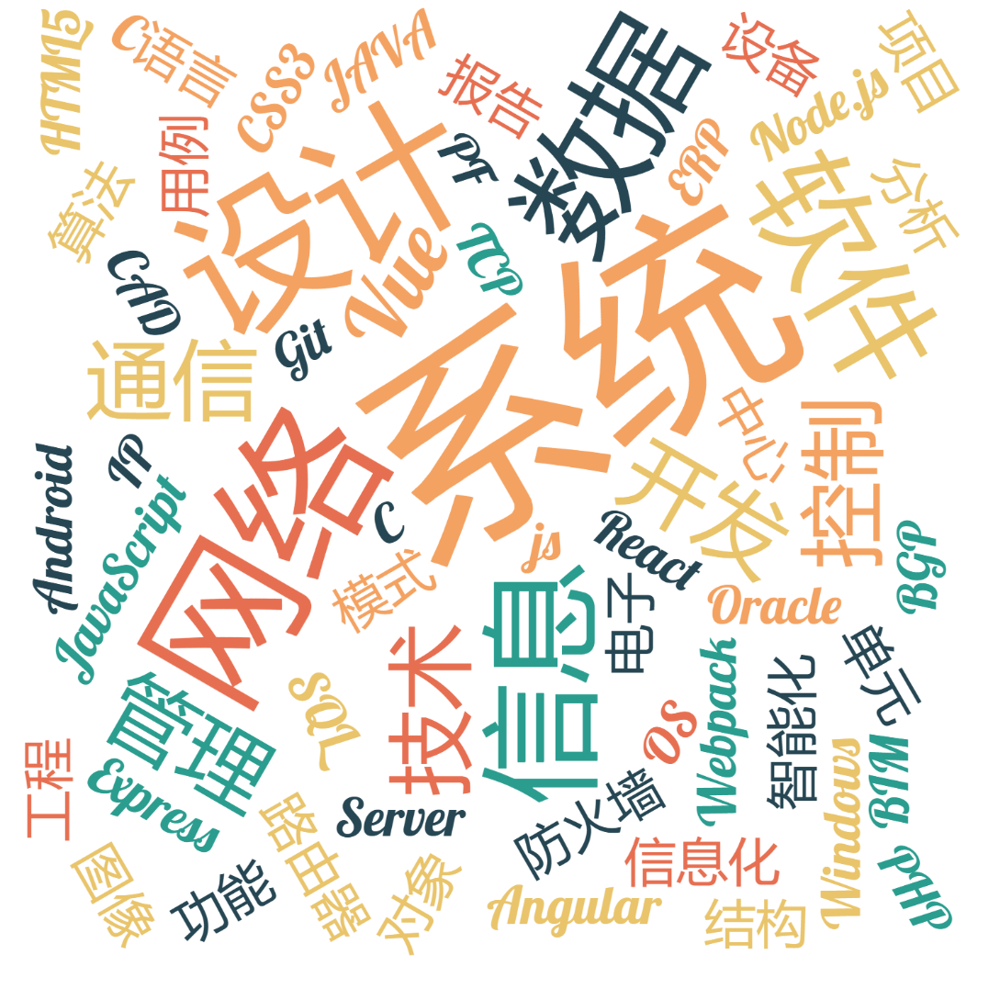 HTML5
C语言
CSS3
JAVA
报告
数据
设备
项目
Node.js
用例
设计
PF
ERP
软件
分析
算法
CAD
Vue
TCP
系统
Git
通信
中心
控制
Android
IP
JavaScript
网络
C
开发
js
React
BGP
模式
电子
Oracle
信息
技术
单元
管理
SQL
OS
Webpack
智能化
Windows
BIM
工程
Express
路由器
Server
防火墙
信息化
PHP
图像
功能
对象
Angular
结构